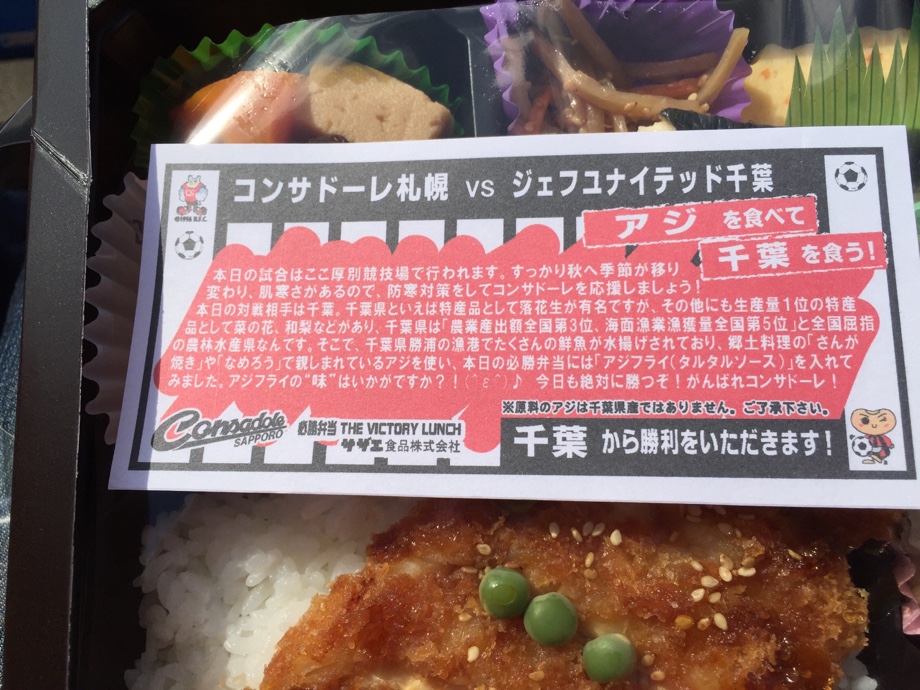 コンサドーレ札幌 VS ジェフユナイテッド千葉
アジを食べて
千葉を食う！
©1996 H.F.C.
本日の試合はここ厚別競技場で行われます。すっかり秋へ季節が移り
変わり、肌寒さがあるので、防寒対策をしてコンサドーレを応援しましょう！
本日の対戦相手は千葉。千葉県といえば特産品として落花生が有名ですが、その他にも生産量1位の特産
品として菜の花、和梨などがあり、千葉県は「農業産出額全国第3位、海面漁業漁獲量全国第5位」と全国屈指
の農林水産県なんです。そこで、千葉県勝浦の漁港でたくさんの鮮魚が水揚げされており、郷土料理の「さんが
焼き」や「なめろう」で親しまれているアジを使い、本日の必勝弁当には「アジフライ（タルタルソース）」を入れて
みました。アジフライの“味”はいかがですか？！(＾ε＾)♪ 今日も絶対に勝つぞ！がんばれコンサドーレ！
※原料のアジは千葉県産ではありません。ご了承下さい。
Consadole
SAPPORO
必勝弁当 THE VICTORY LUNCH
サザエ食品株式会社
千葉から勝利をいただきます！